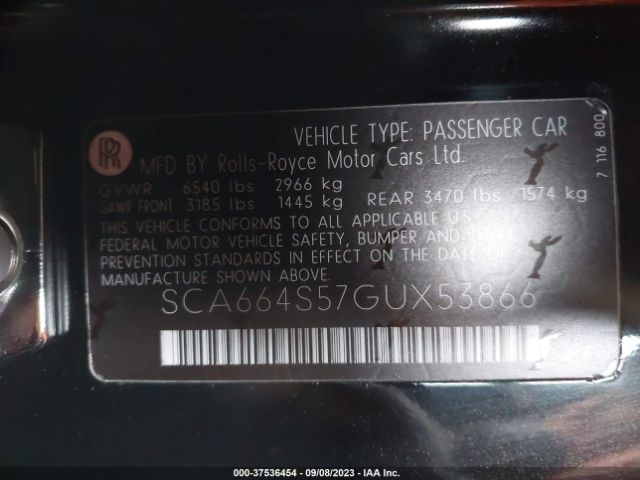 VEHICLE TYPE: PASSENGER CAR
RR
MFD BY Rolls-Royce Motor Cars Ltd.
GVWR 6540 lbs 2966 kg
GAWR FRONT 3185 lbs 1445 kg REAR 3470 lbs 1574 kg
THIS VEHICLE CONFORMS TO ALL APPLICABLE U.S.
FEDERAL MOTOR VEHICLE SAFETY, BUMPER AND THEFT
PREVENTION STANDARDS IN EFFECT ON THE DATE OF
MANUFACTURE SHOWN ABOVE.
SCA664S57GUX53866
7 116 800
000-37536454 - 09/08/2023 - IAA Inc.